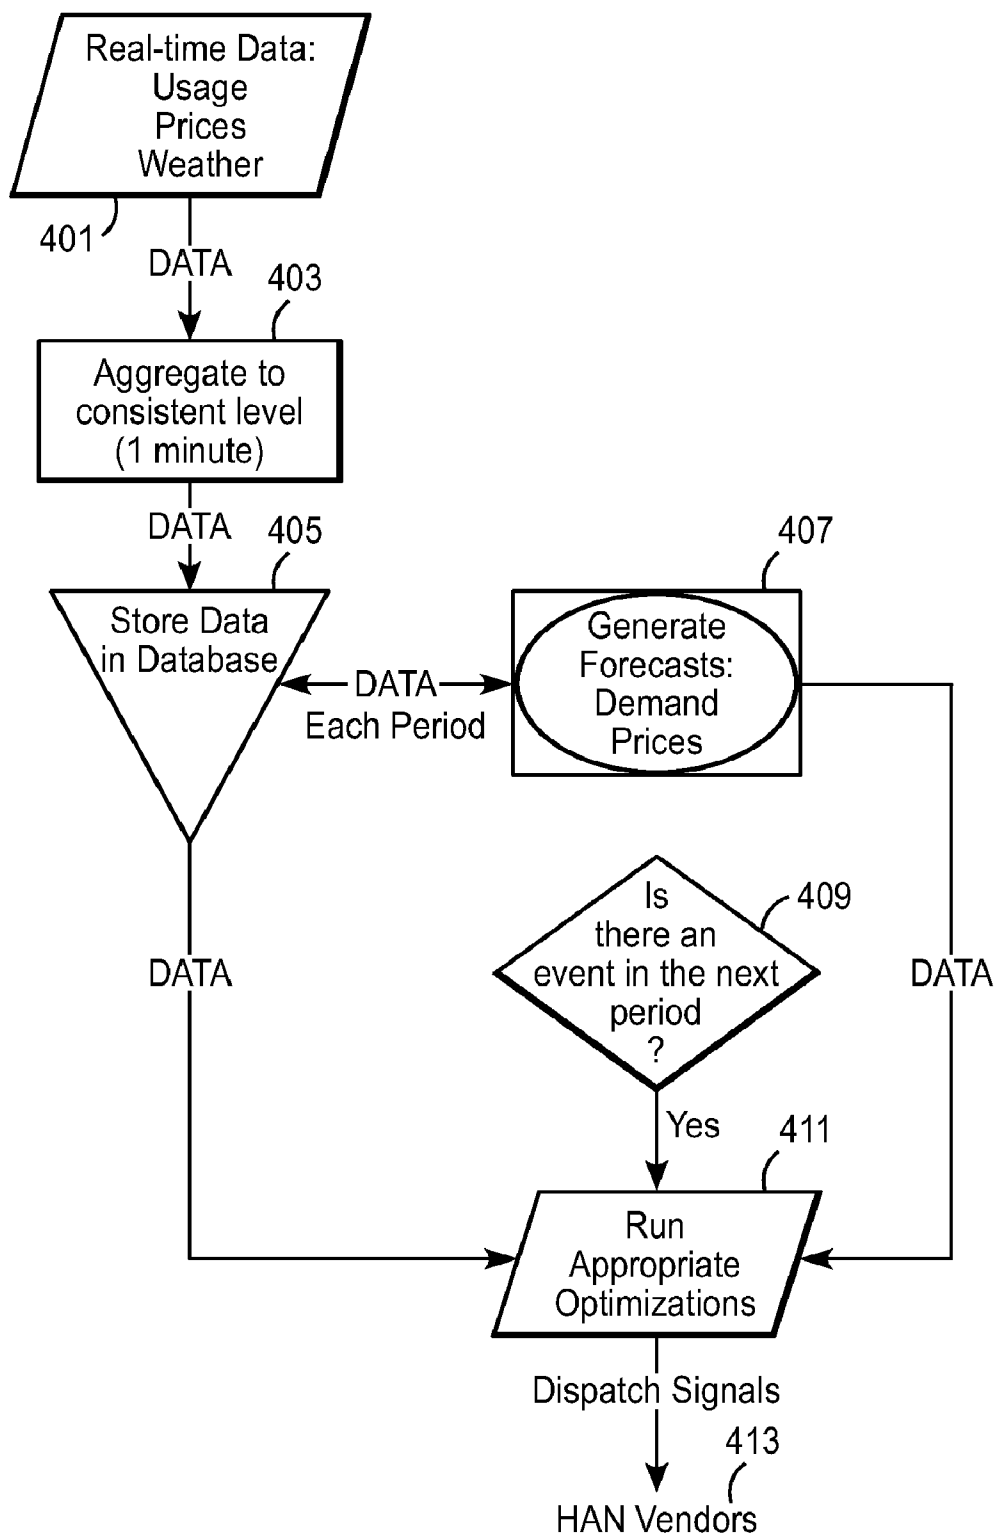 Real-time Data:
Usage
Prices
Weather
401
DATA
403
Aggregate to
consistent level
(1 minute)
DATA
405
Store Data
in Database
DATA
Each Period
407
Generate
Forecasts:
Demand
Prices
409
Is
there an
event in the next
period
?
DATA
DATA
Yes
411
Run
Appropriate
Optimizations
Dispatch Signals
413
HAN Vendors